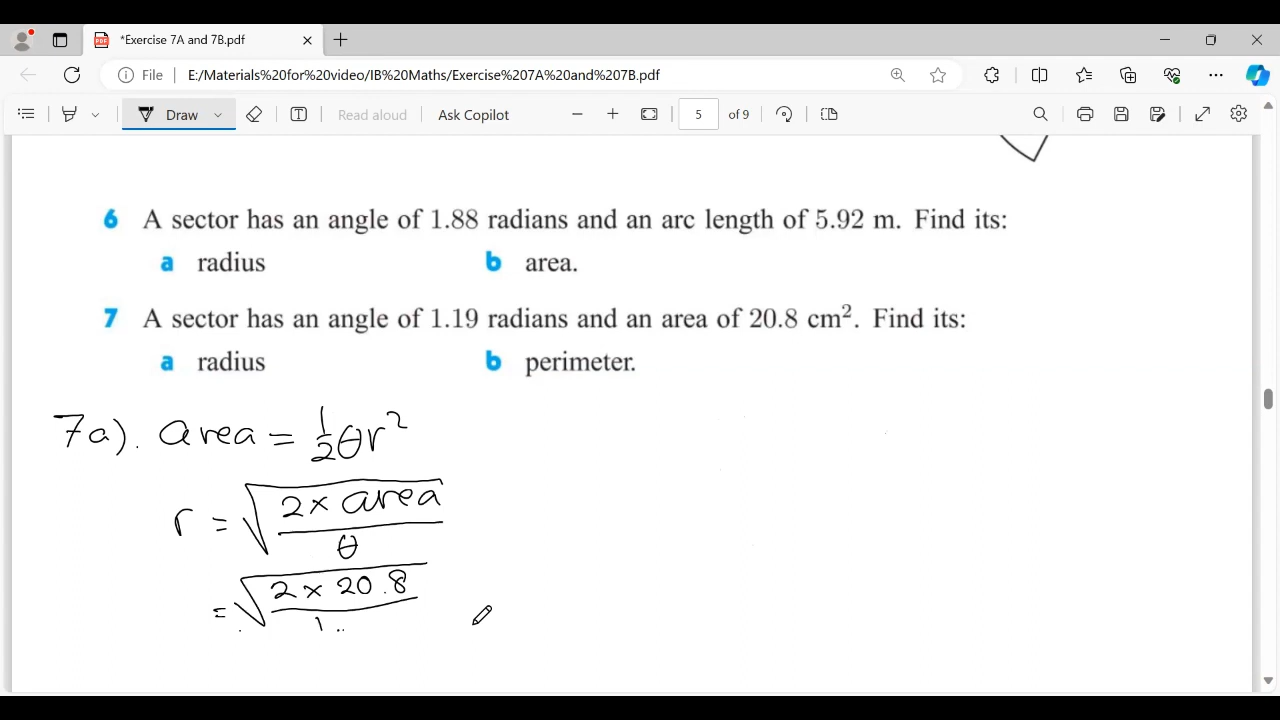 *Exercise 7A and 7B.pdf
File E:/Materials%20for%20video/IB%20Maths/Exercise%207A%20and%207B.pdf
Draw Read aloud Ask Copilot 5 of 9
6 A sector has an angle of 1.88 radians and an arc length of 5.92 m. Find its:
a radius b area.
7 A sector has an angle of 1.19 radians and an area of 20.8 cm². Find its:
a radius b perimeter.
7a). area = 1/2 θr²
r = √(2 × area / θ)
= √(2 × 20.8 / 1